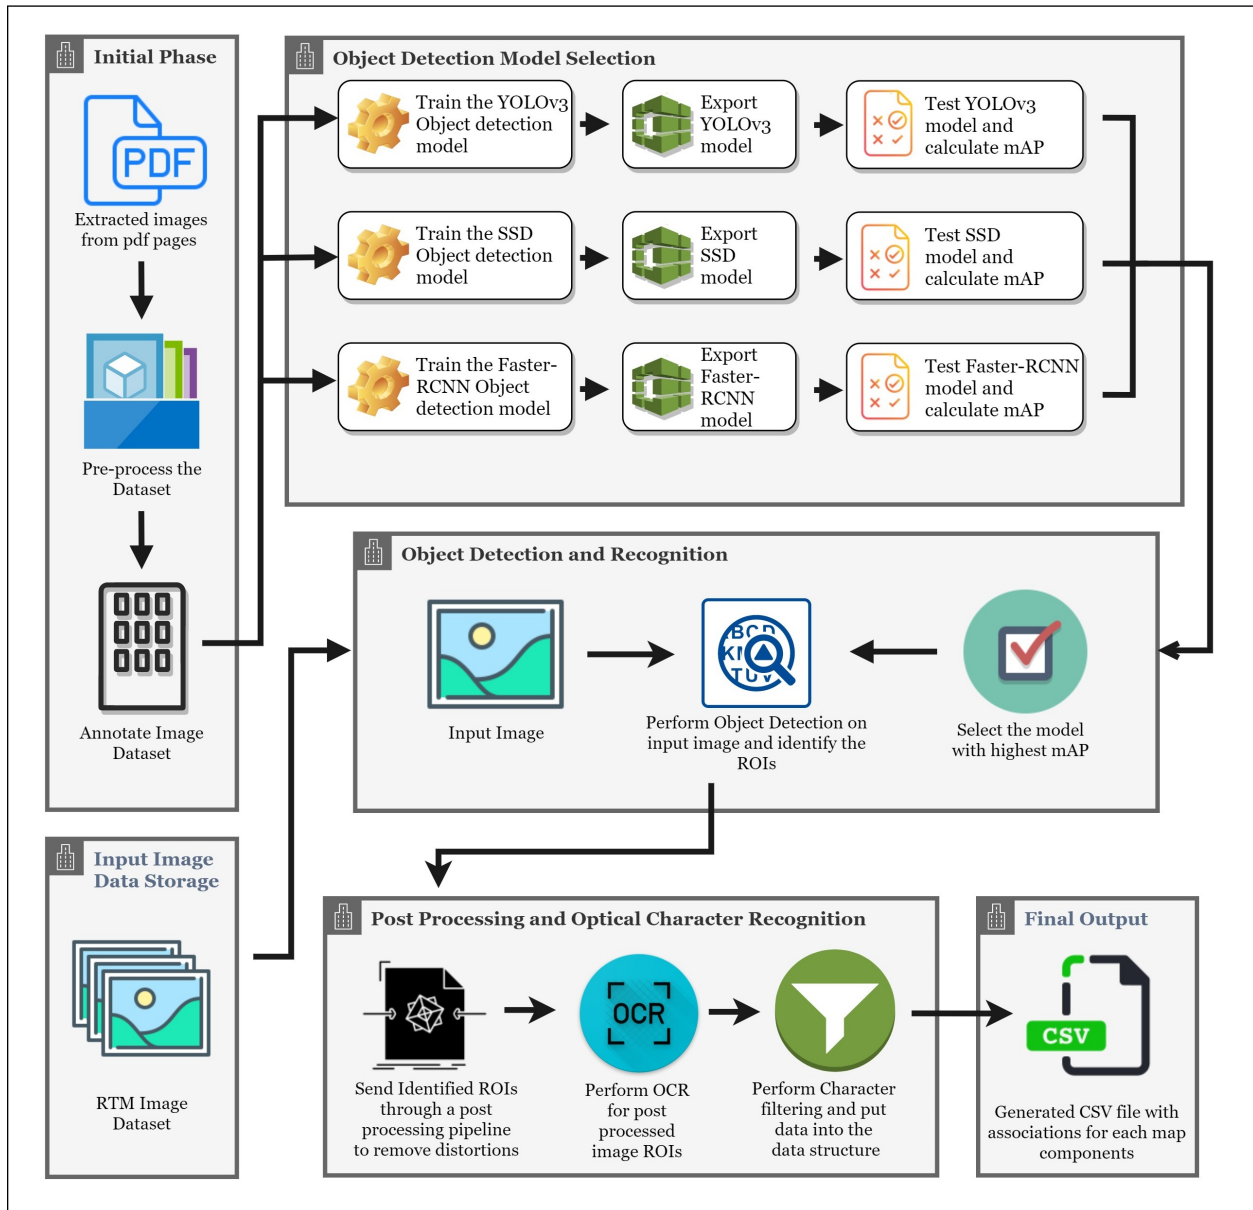 Initial Phase
PDF
Extracted images
from pdf pages
Pre-process the
Dataset
Annotate Image
Dataset
Object Detection Model Selection
Train the YOLOv3
Object detection
model
Export
YOLOv3
model
Test YOLOv3
model and
calculate mAP
Train the SSD
Object detection
model
Export
SSD
model
Test SSD
model and
calculate mAP
Train the Faster-
RCNN Object
detection model
Export
Faster-
RCNN
model
Test Faster-RCNN
model and
calculate mAP
Object Detection and Recognition
Input Image
BCD
TUV
Perform Object Detection on
input image and identify the
ROIs
Select the model
with highest mAP
Input Image
Data Storage
RTM Image
Dataset
Post Processing and Optical Character Recognition
Send Identified ROIs
through a post
processing pipeline
to remove distortions
OCR
Perform OCR
for post
processed
image ROIs
Perform Character
filtering and put
data into the
data structure
Final Output
CSV
Generated CSV file with
associations for each map
components